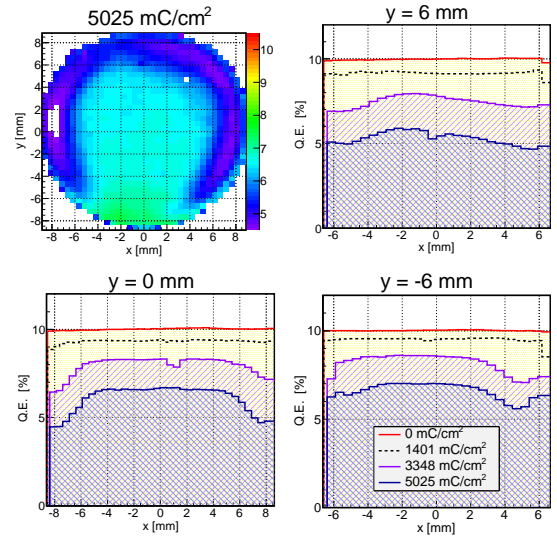 5025 mC/cm²
y [mm]
8
6
4
2
0
-2
-4
-6
-8
-8 -6 -4 -2 0 2 4 6 8
x [mm]
10
9
8
7
6
5
y = 6 mm
Q.E. [%]
10
5
0
-6 -4 -2 0 2 4 6
x [mm]
y = 0 mm
Q.E. [%]
10
5
0
-8 -6 -4 -2 0 2 4 6 8
x [mm]
y = -6 mm
Q.E. [%]
10
5
0
0 mC/cm²
1401 mC/cm²
3348 mC/cm²
5025 mC/cm²
-6 -4 -2 0 2 4 6
x [mm]